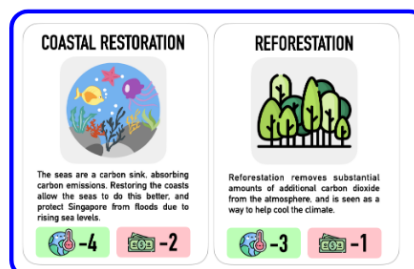 COASTAL RESTORATION
The seas are a carbon sink, absorbing
carbon emissions. Restoring the coasts
allow the seas to do this better, and
protect Singapore from floods due to
rising sea levels.
-4
-2
REFORESTATION
Reforestation removes substantial
amounts of additional carbon dioxide
from the atmosphere, and is seen as a
way to help cool the climate.
-3
-1